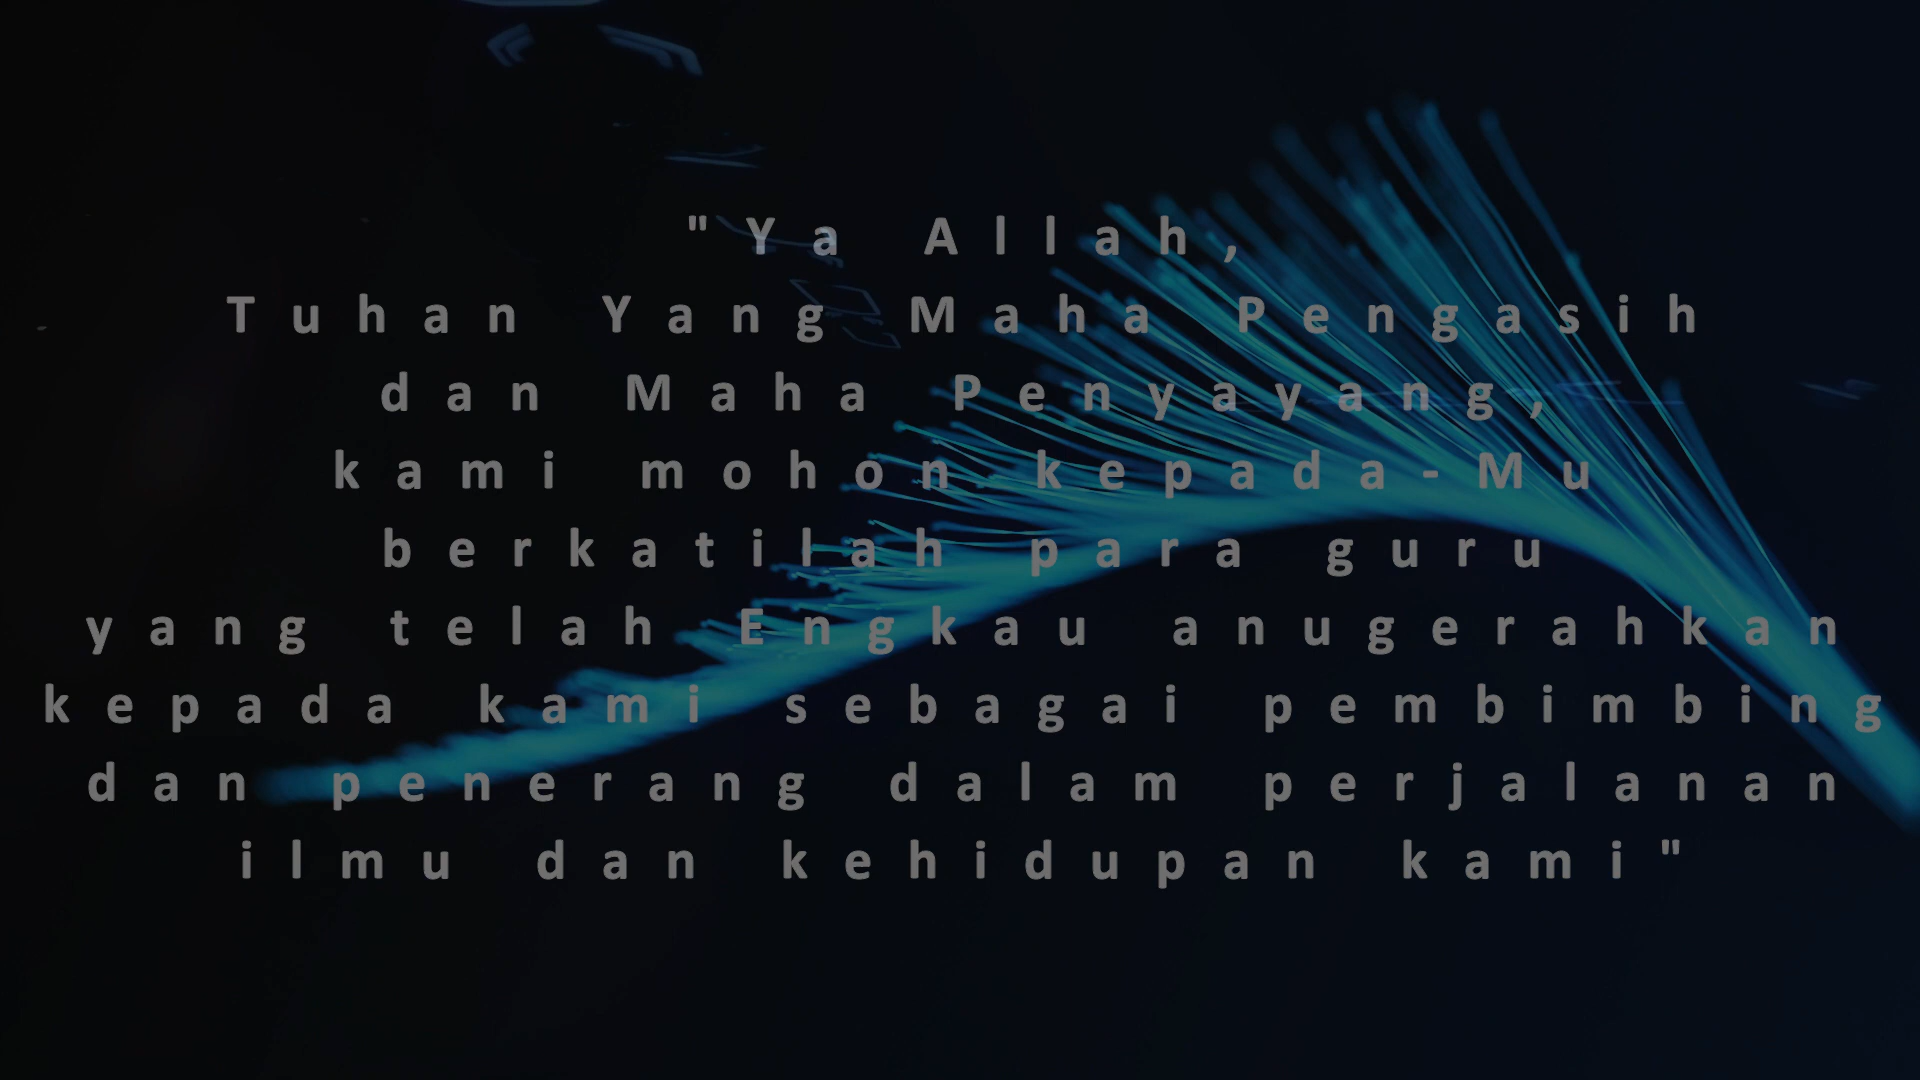 "Ya Allah,
Tuhan Yang Maha Pengasih
dan Maha Penyayang,
kami mohon kepada-Mu
berkatilah para guru
yang telah Engkau anugerahkan
kepada kami sebagai pembimbing
dan penerang dalam perjalanan
ilmu dan kehidupan kami"